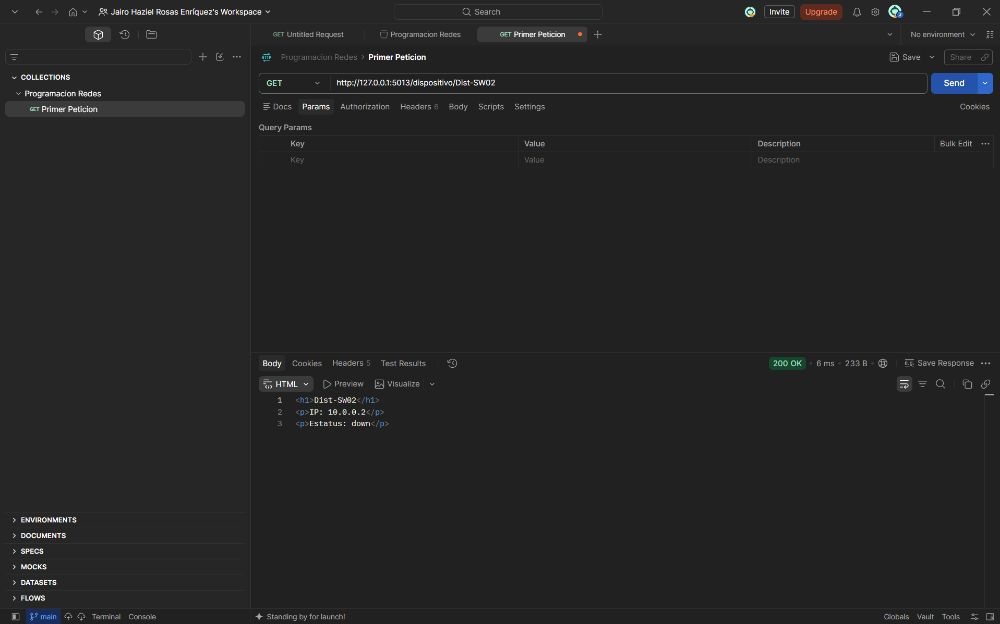 Jairo Haziel Rosas Enríquez's Workspace
Search
Invite
Upgrade
GET Untitled Request
Programacion Redes
GET Primer Peticion
No environment
HTTP
Programacion Redes > Primer Peticion
Save
Share
COLLECTIONS
Programacion Redes
GET Primer Peticion
GET
http://127.0.0.1:5013/dispositivo/Dist-SW02
Send
Docs Params Authorization Headers 6 Body Scripts Settings
Cookies
Query Params
Key Value Description Bulk Edit
Key Value Description
Body Cookies Headers 5 Test Results
200 OK • 6 ms • 233 B
e.g. Save Response
HTML Preview Visualize
1 <h1>Dist-SW02</h1>
2 <p>IP: 10.0.0.2</p>
3 <p>Estatus: down</p>
ENVIRONMENTS
DOCUMENTS
SPECS
MOCKS
DATASETS
FLOWS
main Terminal Console
Standing by for launch!
Globals Vault Tools